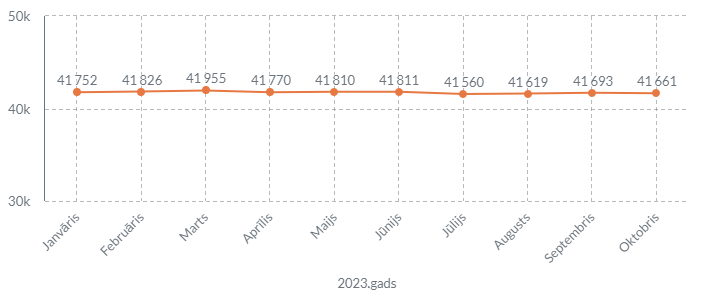 50k
41 752 41 826 41 955 41 770 41 810 41 811 41 560 41 619 41 693 41 661
40k
30k
Janvāris Februāris Marts Aprīlis Maijs Jūnijs Jūlijs Augusts Septembris Oktobris
2023.gads